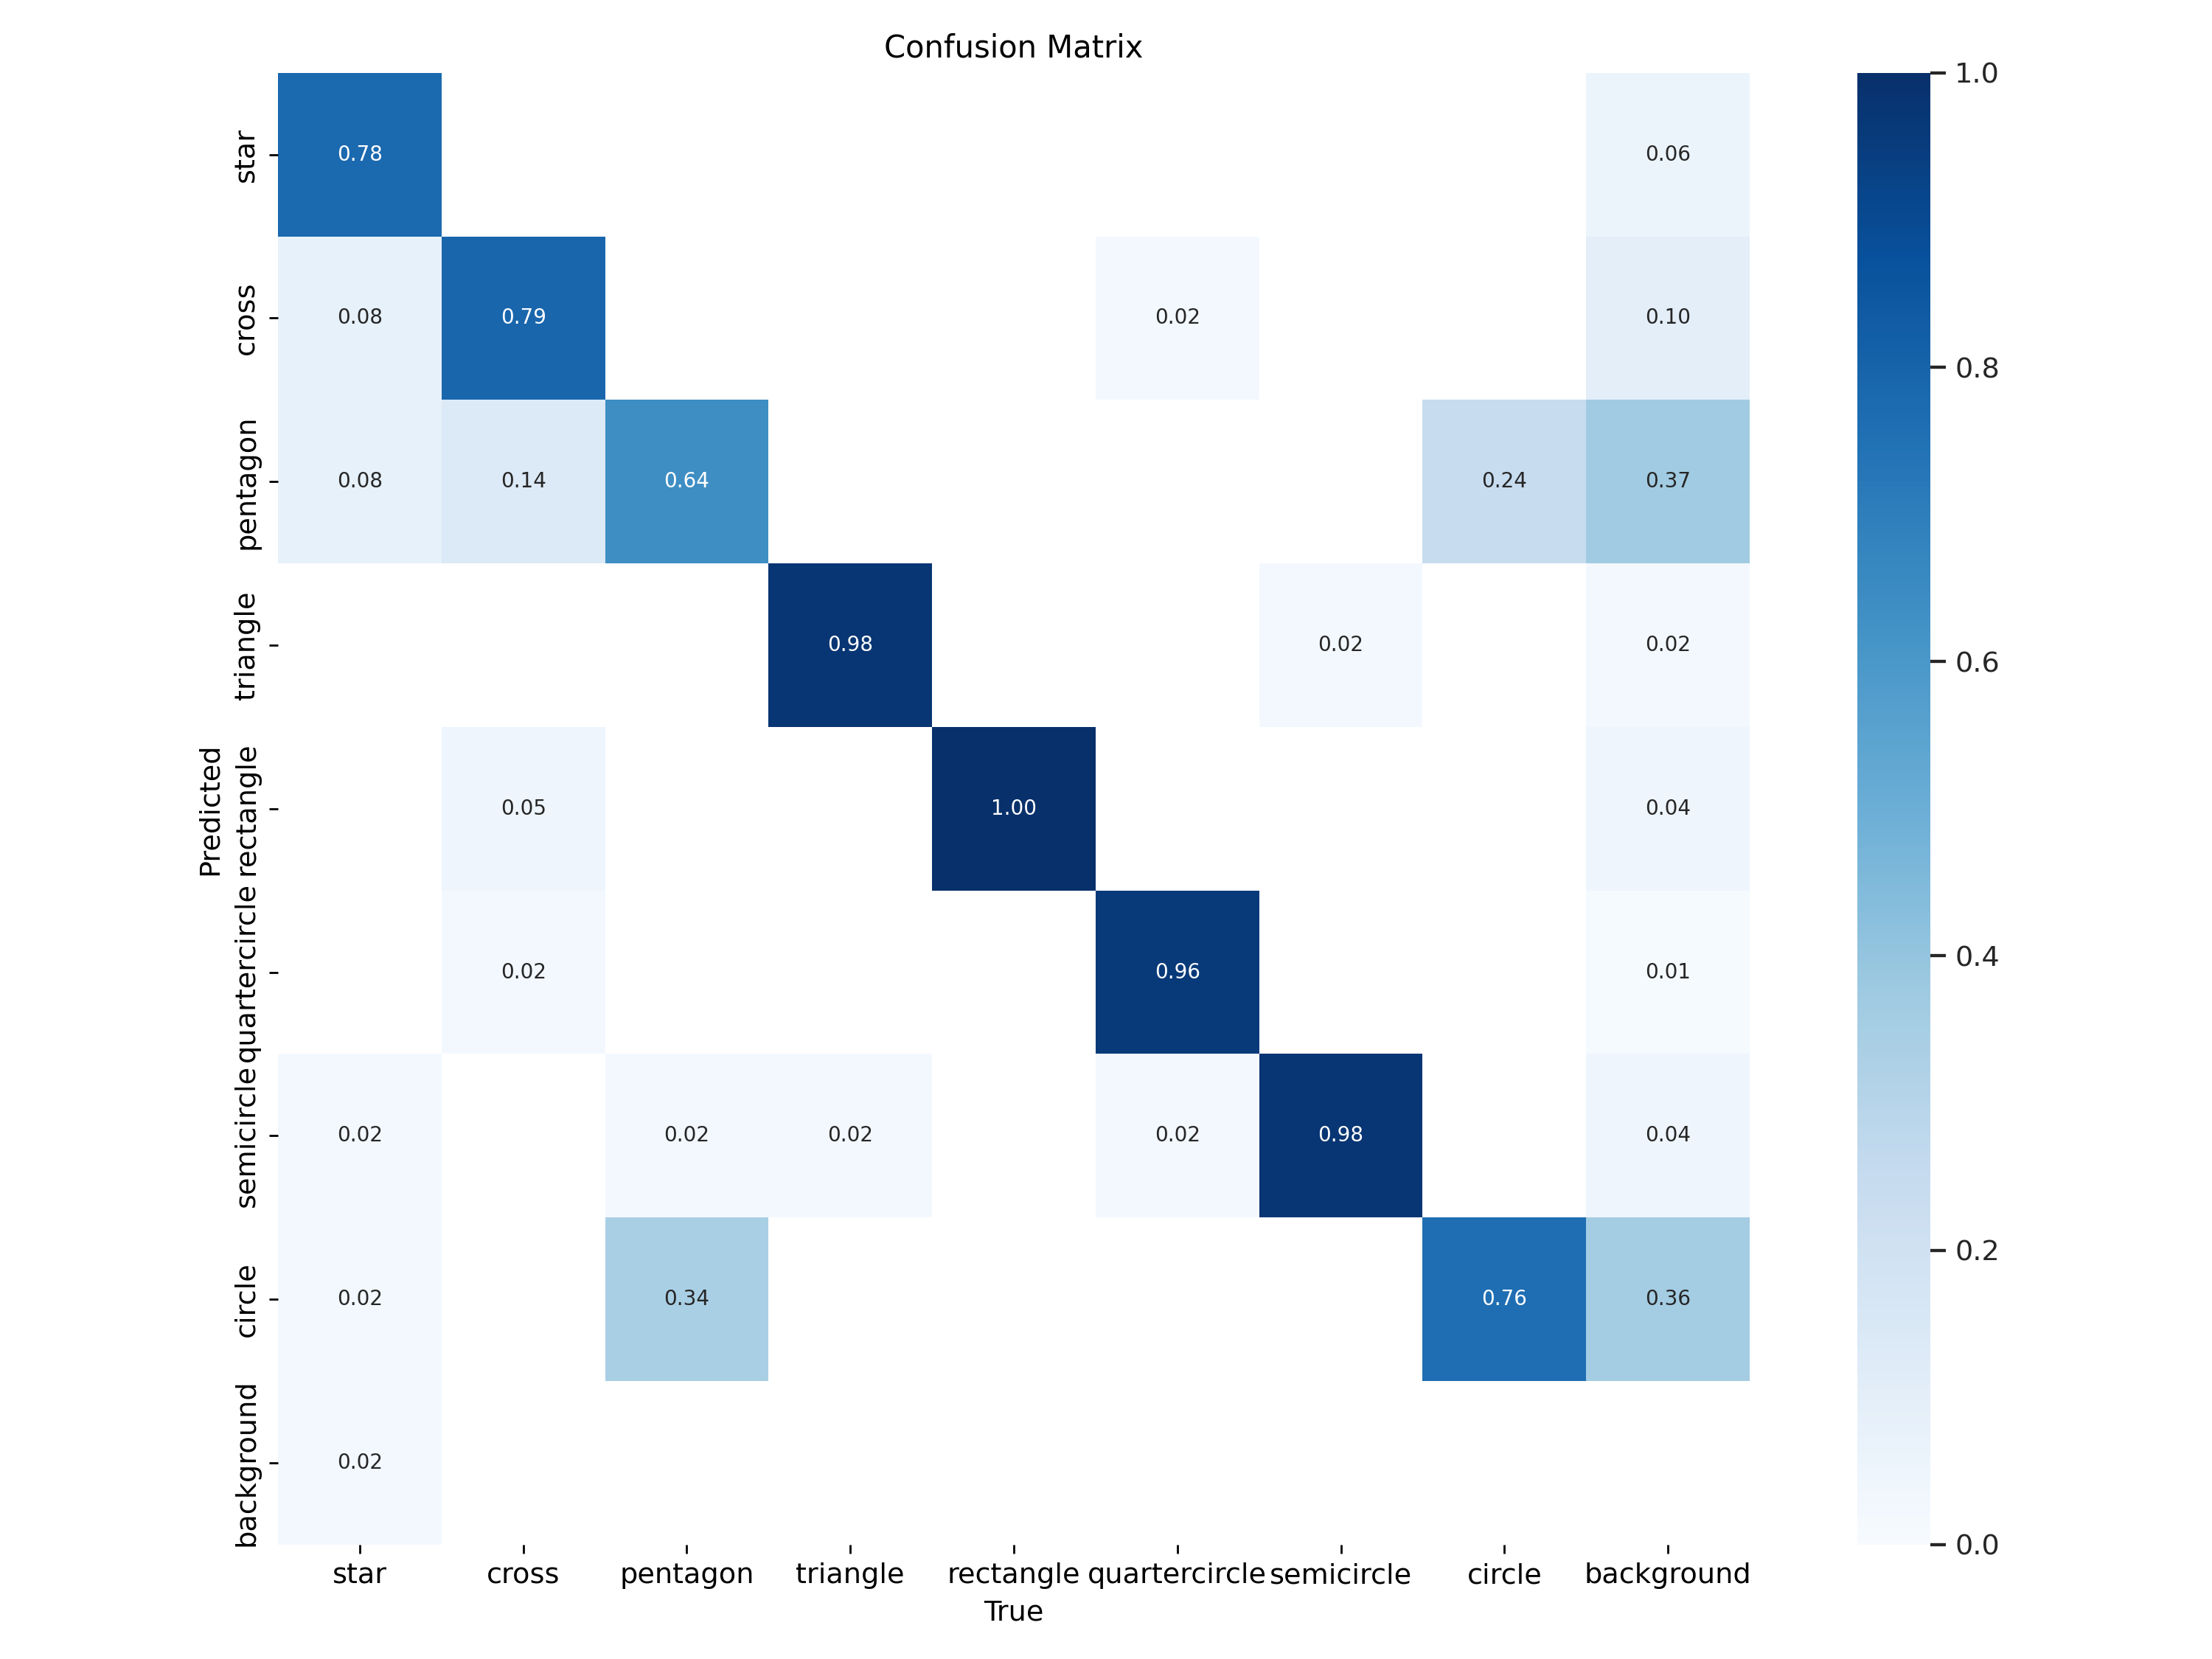 Confusion Matrix
star 0.78 0.06
cross 0.08 0.79 0.02 0.10
pentagon 0.08 0.14 0.64 0.24 0.37
triangle 0.98 0.02 0.02
rectangle 0.05 1.00 0.04
quartercircle 0.02 0.96 0.01
semicircle 0.02 0.02 0.02 0.02 0.98 0.04
circle 0.02 0.34 0.76 0.36
background 0.02
Predicted
star cross pentagon triangle rectangle quartercircle semicircle circle background
True
1.0
0.8
0.6
0.4
0.2
0.0